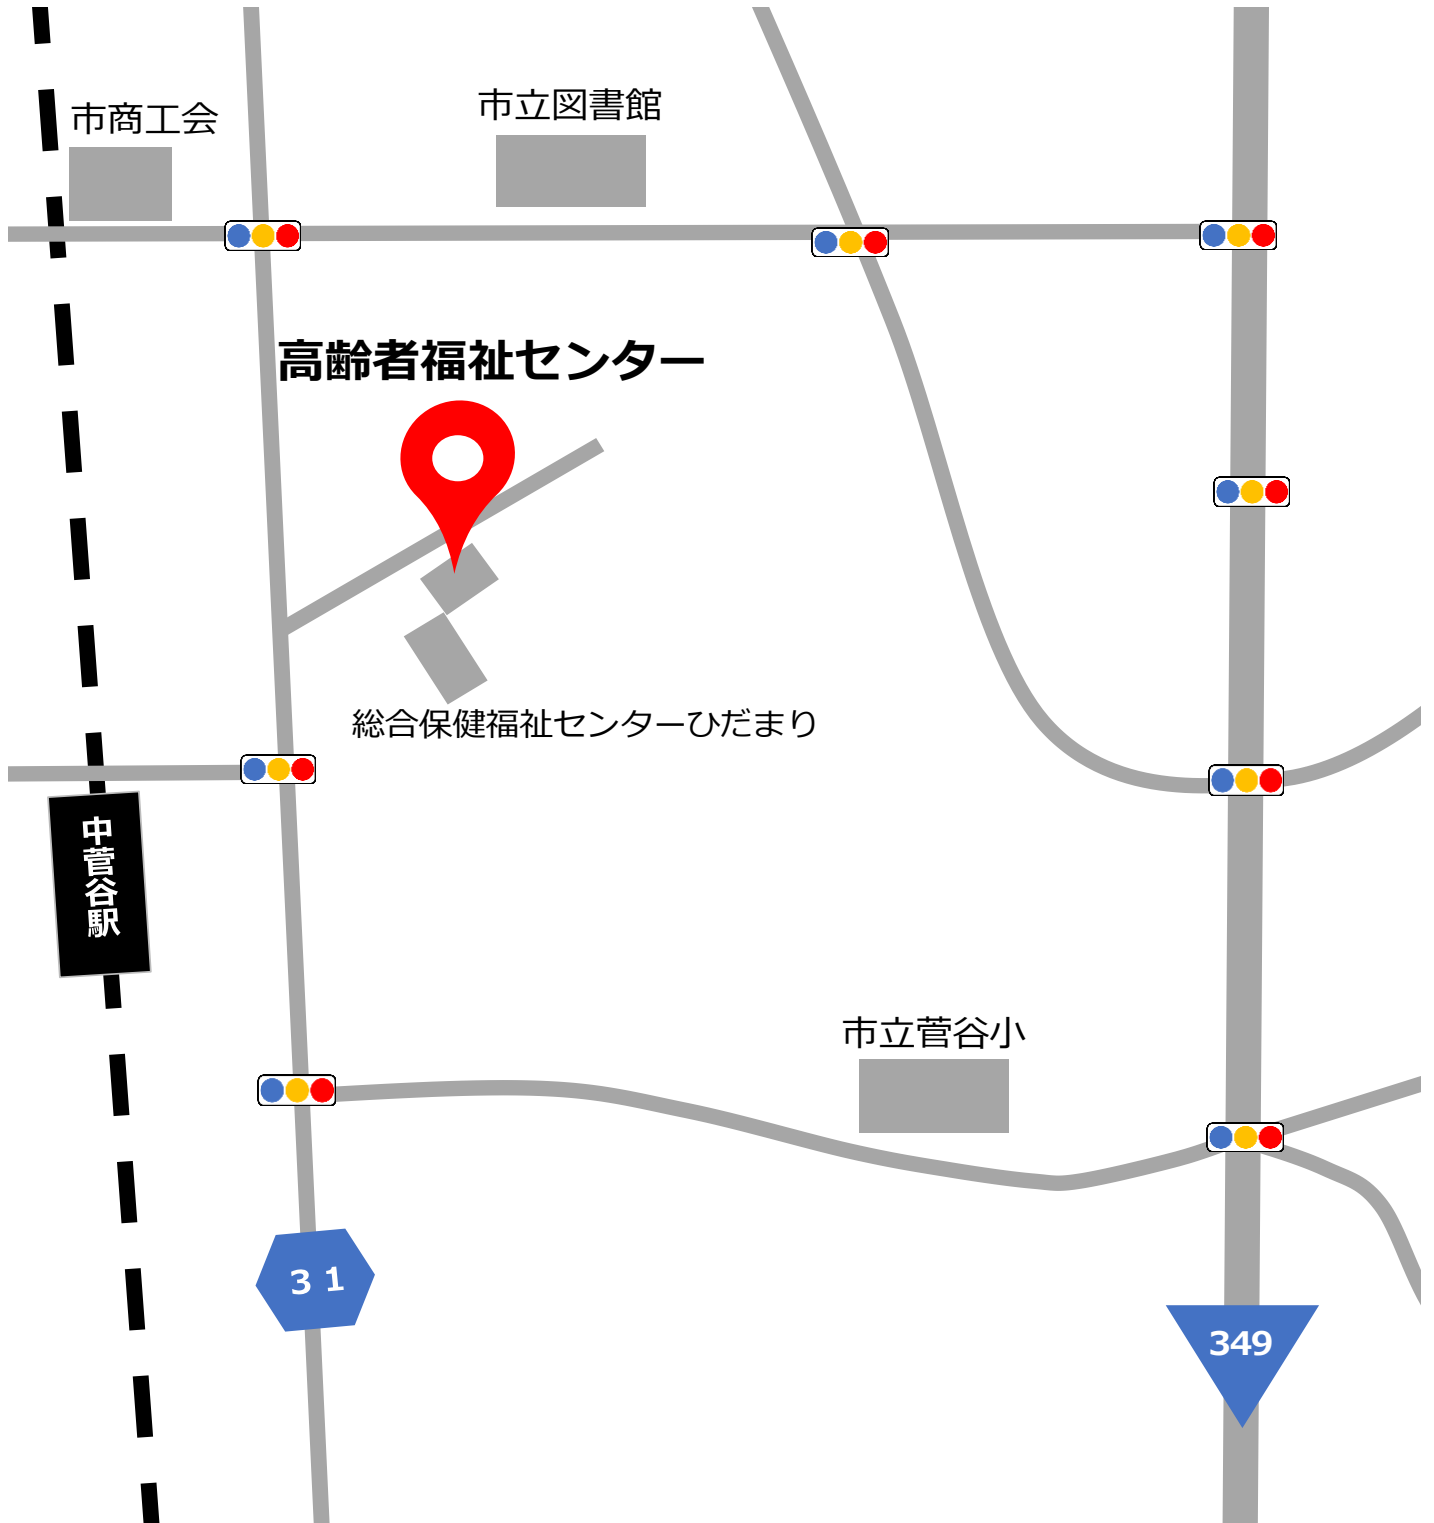 市商工会
市立図書館
高齢者福祉センター
総合保健福祉センターひだまり
中菅谷駅
市立菅谷小
３１
349